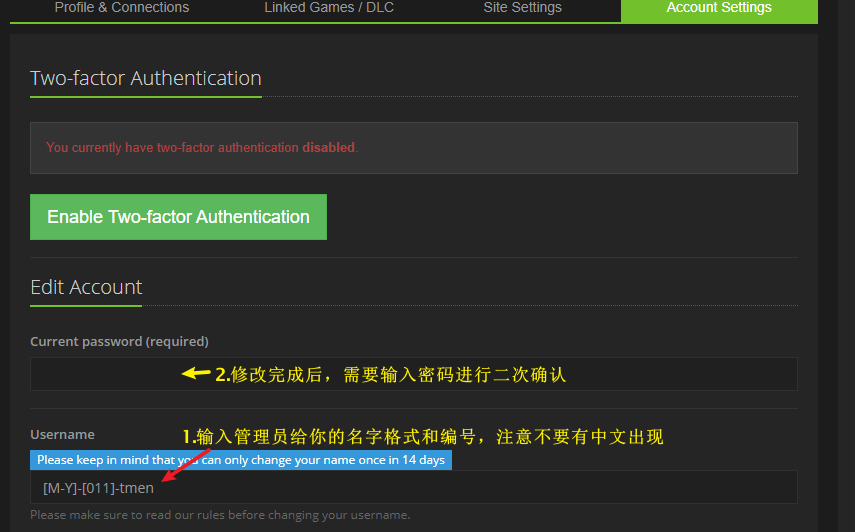 Profile & Connections Linked Games / DLC Site Settings Account Settings
Two-factor Authentication
You currently have two-factor authentication disabled.
Enable Two-factor Authentication
Edit Account
Current password (required)
2.修改完成后，需要输入密码进行二次确认
Username
1.输入管理员给你的名字格式和编号，注意不要有中文出现
Please keep in mind that you can only change your name once in 14 days
[M-Y]-[011]-tmen
Please make sure to read our rules before changing your username.